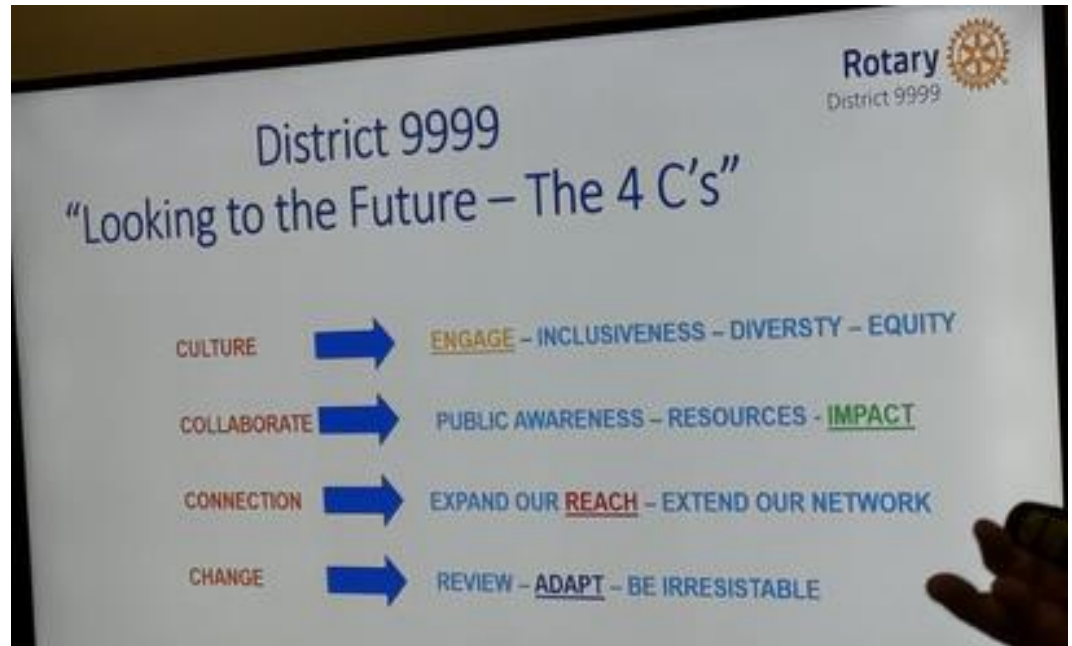 Rotary
District 9999
District 9999
“Looking to the Future – The 4 C's”
CULTURE ENGAGE – INCLUSIVENESS – DIVERSTY – EQUITY
COLLABORATE PUBLIC AWARENESS – RESOURCES - IMPACT
CONNECTION EXPAND OUR REACH – EXTEND OUR NETWORK
CHANGE REVIEW – ADAPT – BE IRRESISTABLE